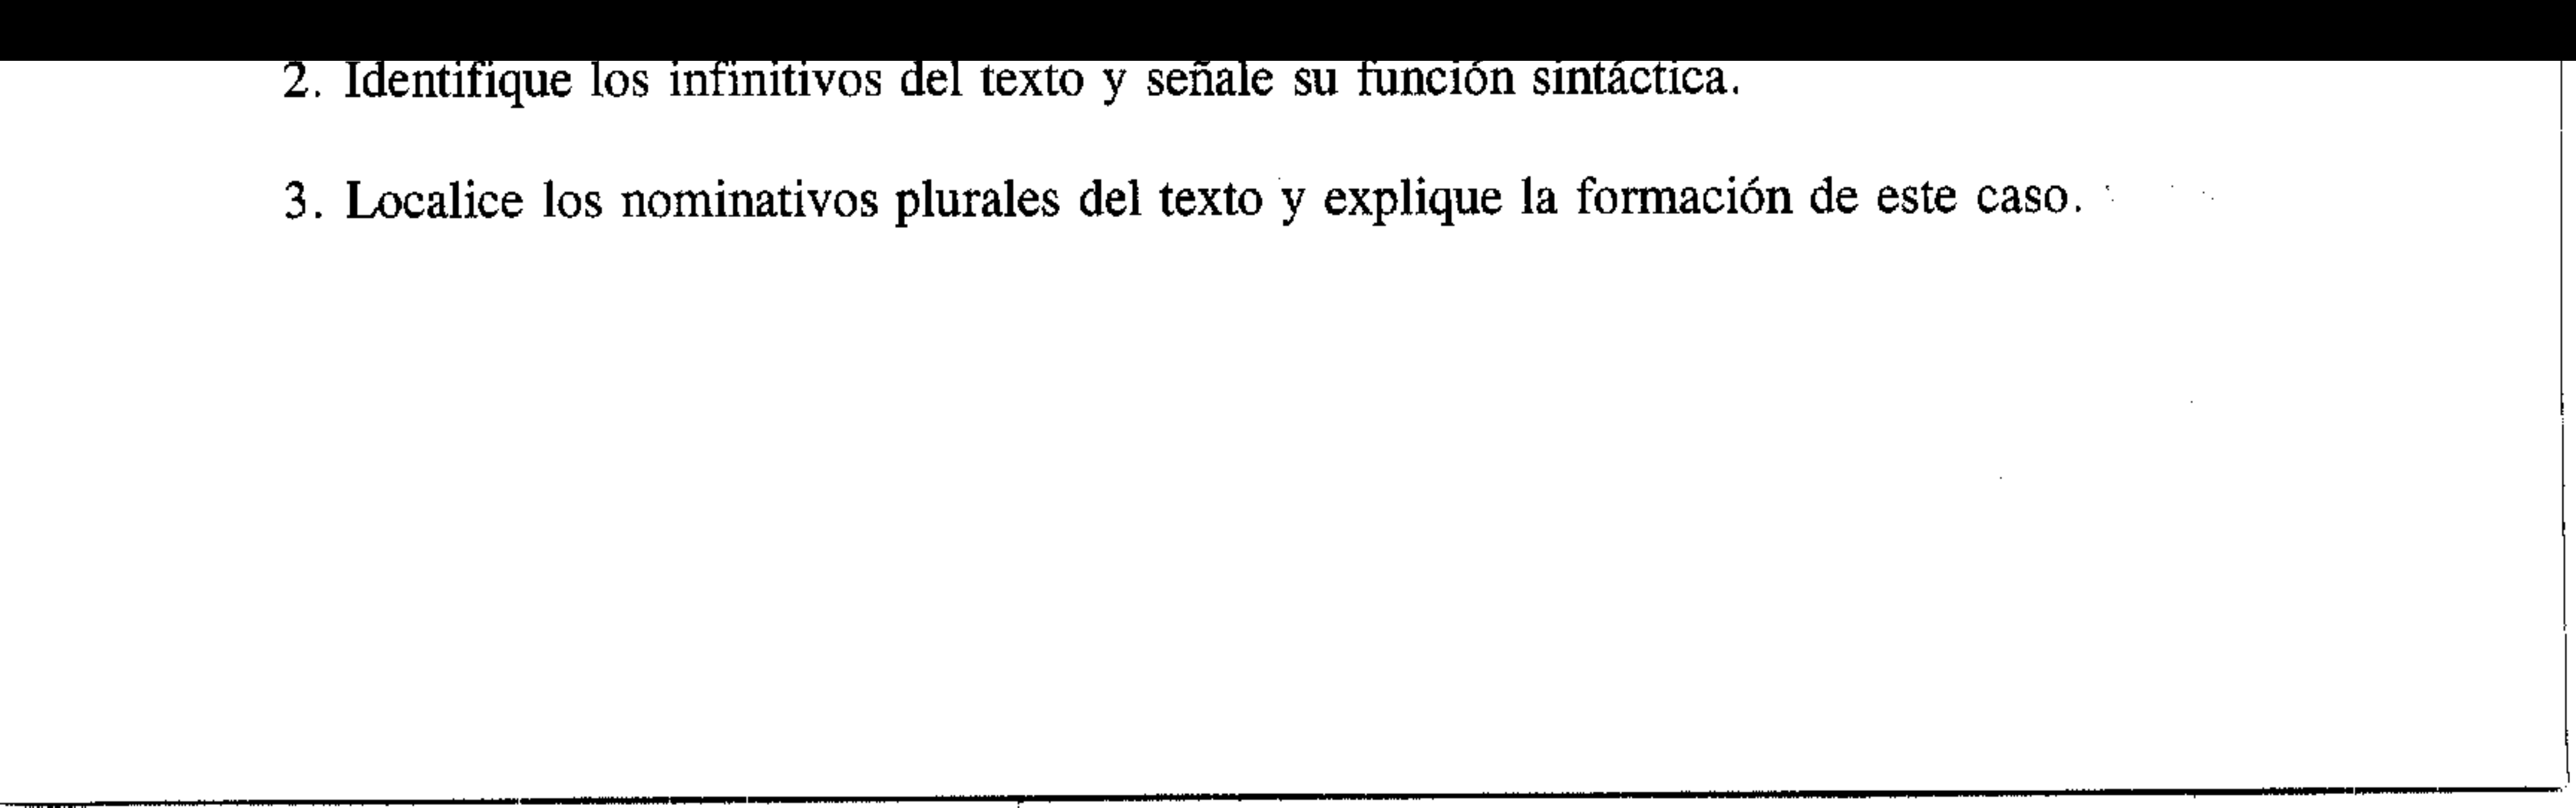 2. Identifique los infinitivos del texto y señale su función sintáctica.
3. Localice los nominativos plurales del texto y explique la formación de este caso.